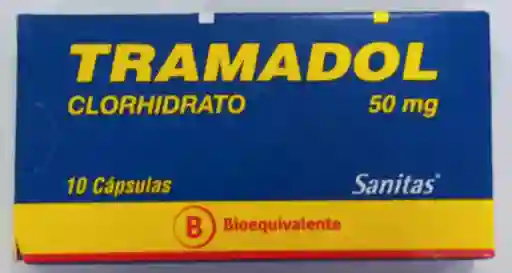 TRAMADOL
CLORHIDRATO 50 mg
10 Cápsulas Sanitas
B Bioequivalente